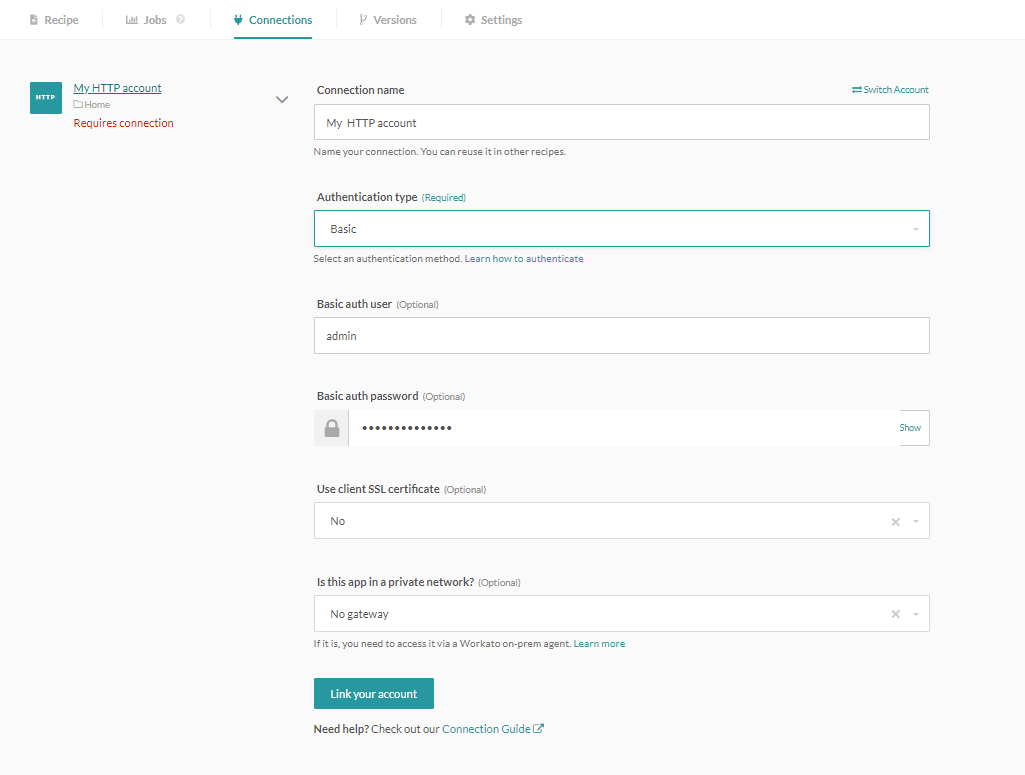 Recipe Jobs ? Connections Versions Settings
HTTP
My HTTP account
Home
Requires connection
Connection name
Switch Account
My HTTP account
Name your connection. You can reuse it in other recipes.
Authentication type (Required)
Basic
Select an authentication method. Learn how to authenticate
Basic auth user (Optional)
admin
Basic auth password (Optional)
•••••••••••••• Show
Use client SSL certificate (Optional)
No
Is this app in a private network? (Optional)
No gateway
If it is, you need to access it via a Workato on-prem agent. Learn more
Link your account
Need help? Check out our Connection Guide